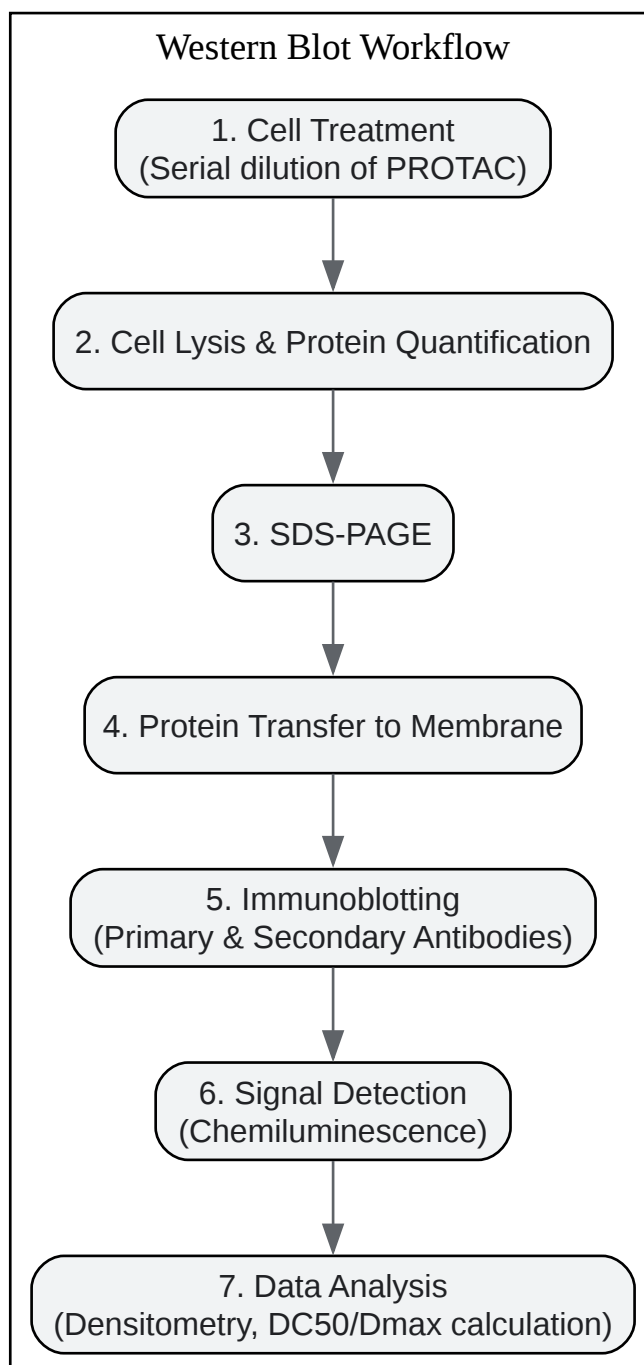 Western Blot Workflow
1. Cell Treatment
(Serial dilution of PROTAC)
2. Cell Lysis & Protein Quantification
3. SDS-PAGE
4. Protein Transfer to Membrane
5. Immunoblotting
(Primary & Secondary Antibodies)
6. Signal Detection
(Chemiluminescence)
7. Data Analysis
(Densitometry, DC50/Dmax calculation)